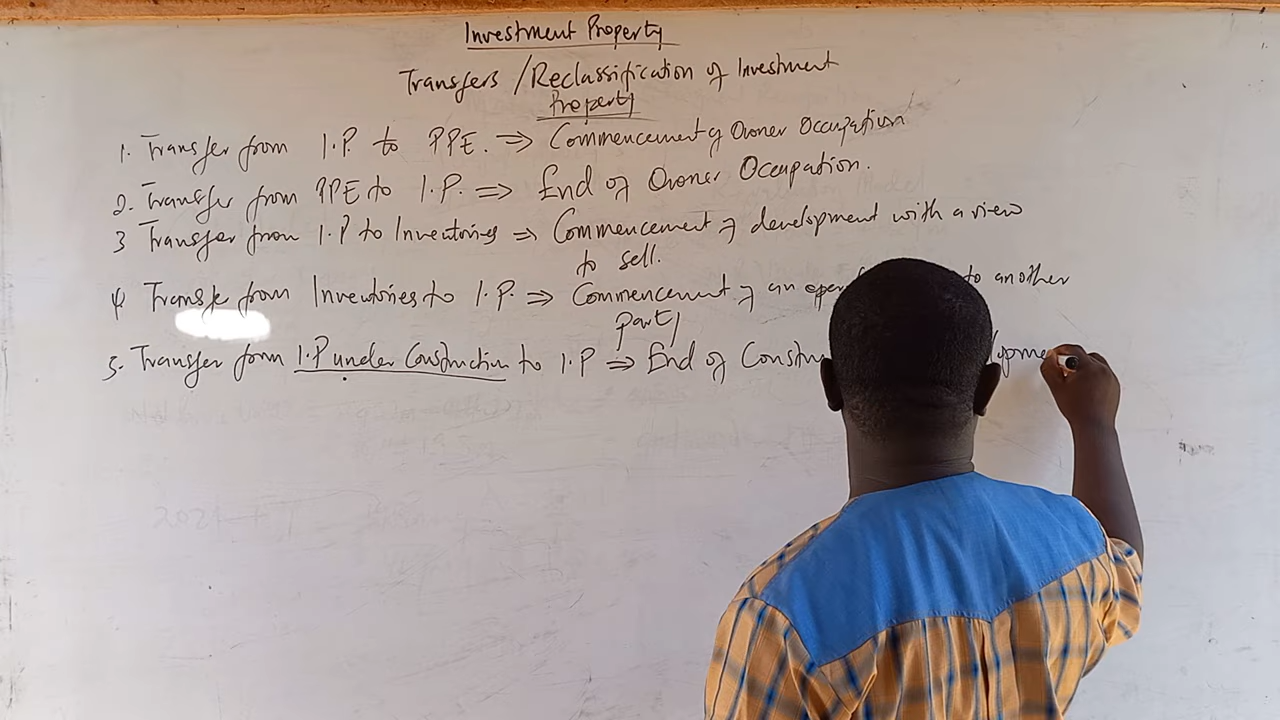 Investment Property
Transfers /Reclassification of Investment
Property
1. Transfer from I.P to PPE. ⇒ Commencement of Owner Occupation
2. Transfer from PPE to I.P. ⇒ End of Owner Occupation.
3 Transfer from I.P to Inventories ⇒ Commencement of development with a view
to sell.
4 Transfer from Inventories to I.P. ⇒ Commencement of an to another
party
5. Transfer form I.P under Construction to I.P ⇒ End of